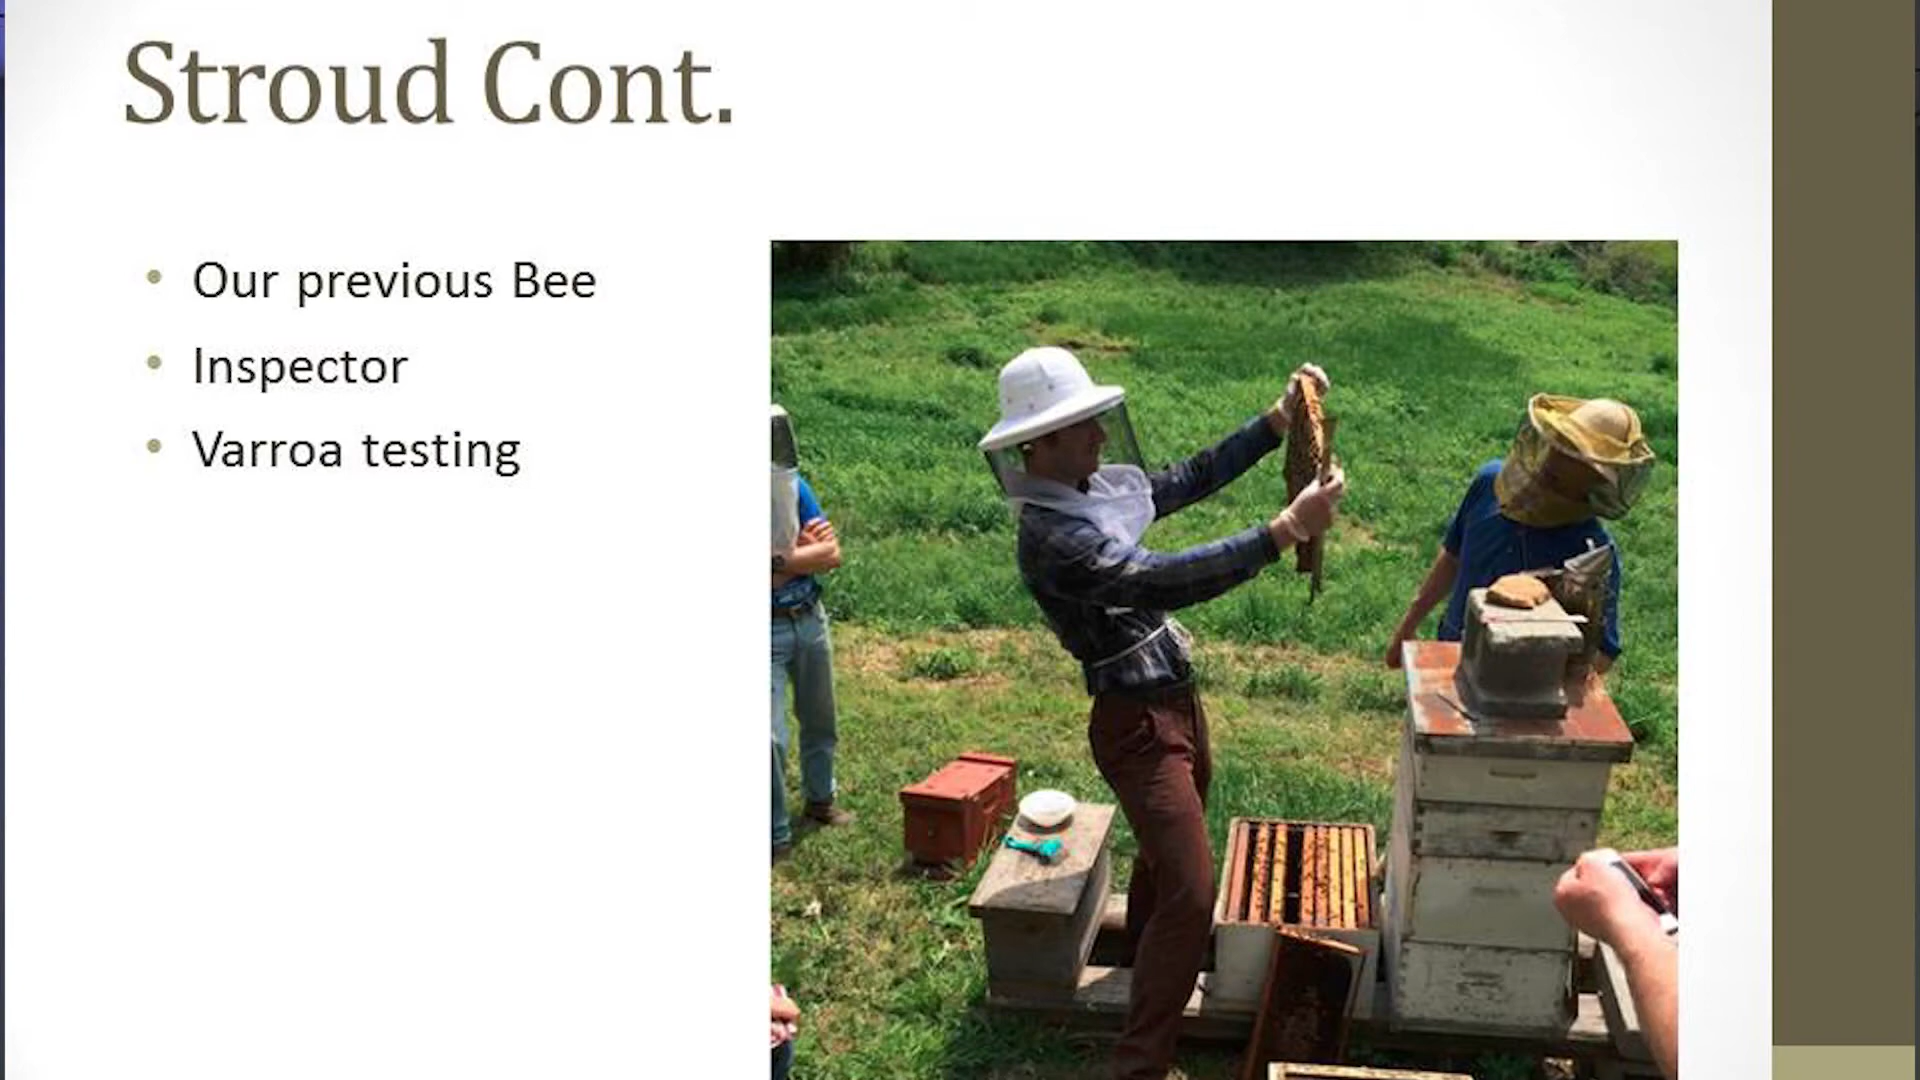 Stroud Cont.
• Our previous Bee
• Inspector
• Varroa testing